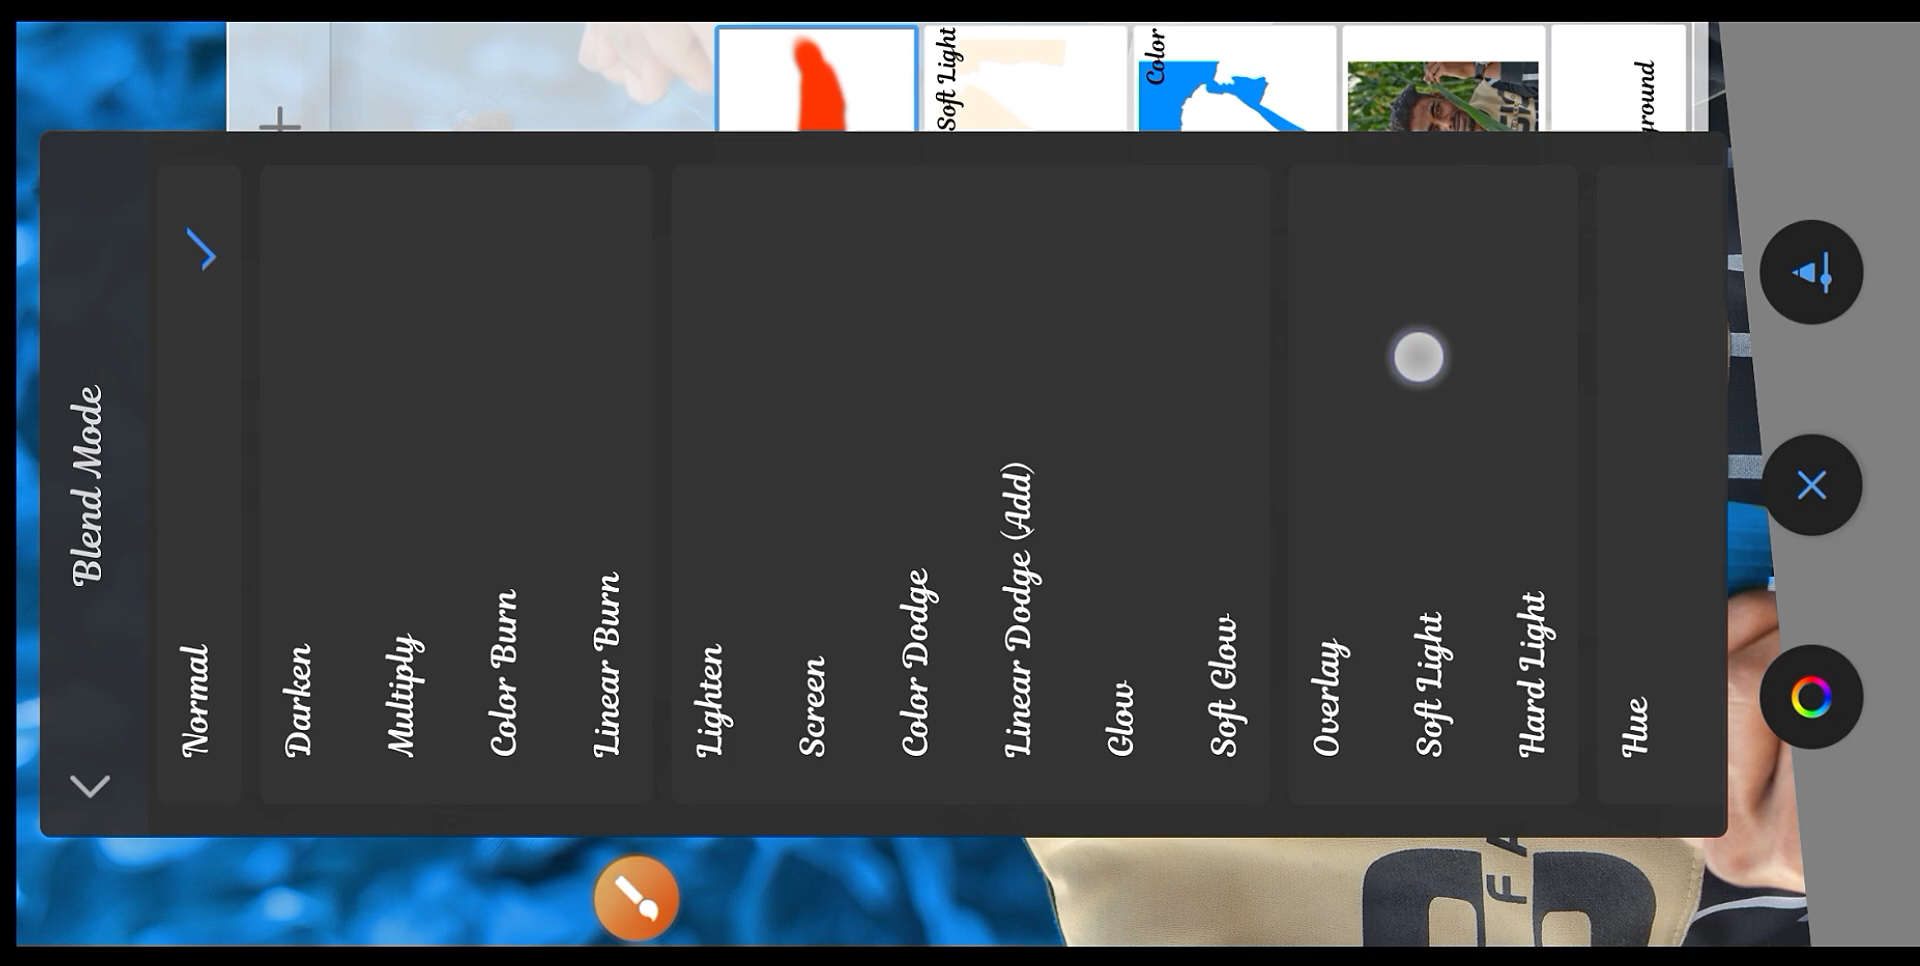 Blend Mode
Normal
Darken
Multiply
Color Burn
Linear Burn
Lighten
Screen
Color Dodge
Linear Dodge (Add)
Glow
Soft Glow
Overlay
Soft Light
Hard Light
Hue
Soft Light
Color